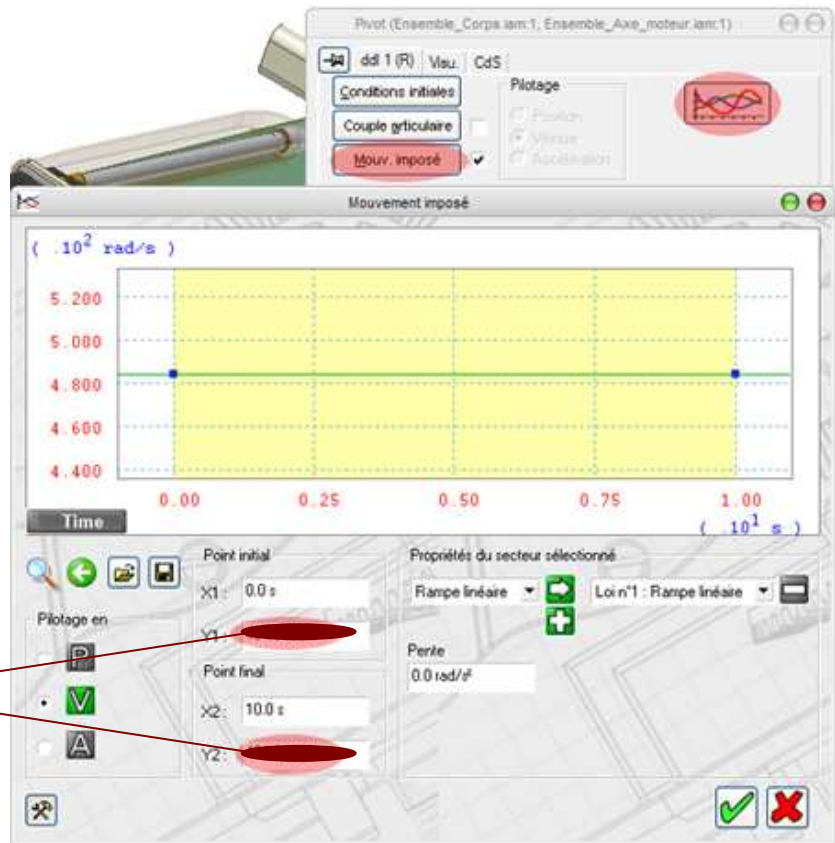 Pivot (Ensemble_Corps.iam:1, Ensemble_Axe_moteur.iam:1)
ddl 1 (R) Visu. CdS
Conditions initiales
Pilotage
Position
Couple articulaire
Vitesse
Mouv. imposé
Accélération
Mouvement imposé
( .10² rad/s )
5.200
5.000
4.800
4.600
4.400
0.00 0.25 0.50 0.75 1.00
Time
( .10¹ s )
Point initial
Propriétés du secteur sélectionné
X1 : 0.0 s
Rampe linéaire
Loi n°1 : Rampe linéaire
Pilotage en
Y1 :
P
Pente
Point final
0.0 rad/s²
V
X2 : 10.0 s
A
Y2 :